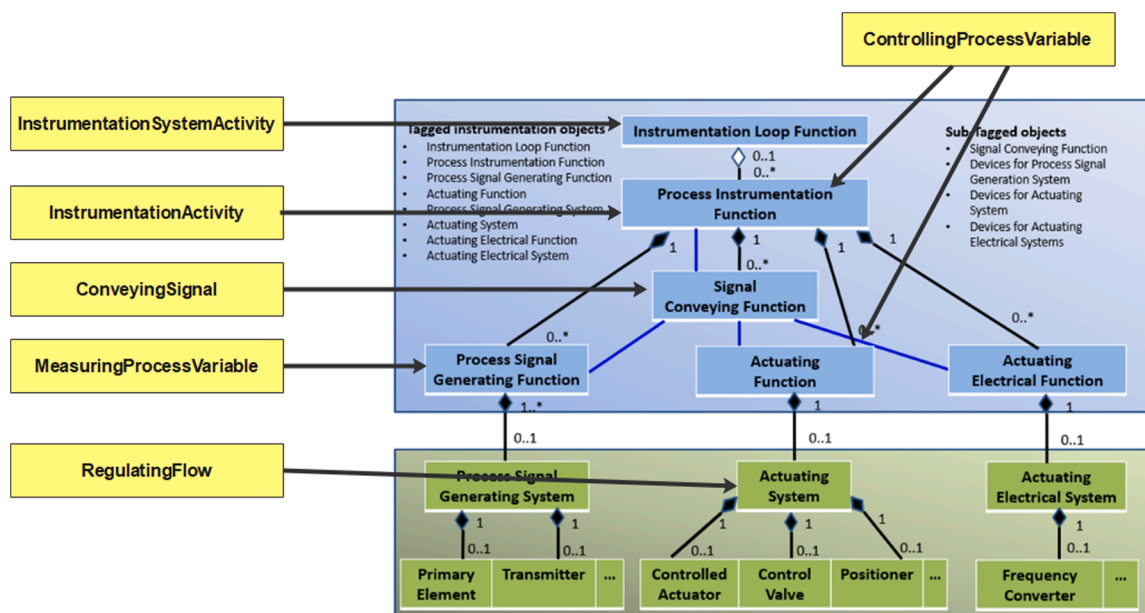 ControllingProcessVariable
InstrumentationSystemActivity
InstrumentationActivity
ConveyingSignal
MeasuringProcessVariable
RegulatingFlow
Tagged instrumentation objects
• Instrumentation Loop Function
• Process Instrumentation Function
• Process Signal Generating Function
• Actuating Function
• Process Signal Generating System
• Actuating System
• Actuating Electrical Function
• Actuating Electrical System
Instrumentation Loop Function
0..1
0..*
Process Instrumentation
Function
Sub-Tagged objects
• Signal Conveying Function
• Devices for Process Signal
Generation System
• Devices for Actuating
System
• Devices for Actuating
Electrical Systems
1
1
1
1
0..*
Signal
Conveying Function
0..*
0..*
0..*
Process Signal
Generating Function
Actuating
Function
Actuating
Electrical Function
1..*
1
1
0..1
0..1
0..1
Process Signal
Generating System
Actuating
System
Actuating
Electrical System
1
1
1
1
1
1
0..1
0..1
0..1
0..1
0..1
0..1
Primary
Element
Transmitter
...
Controlled
Actuator
Control
Valve
Positioner
...
Frequency
Converter
...